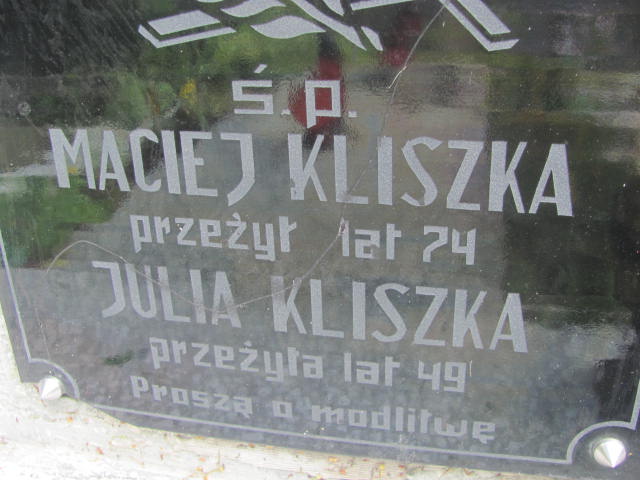 ś.p.
MACIEJ KLISZKA
przeżył lat 74
JULIA KLISZKA
przeżyła lat 49
proszą o modlitwę